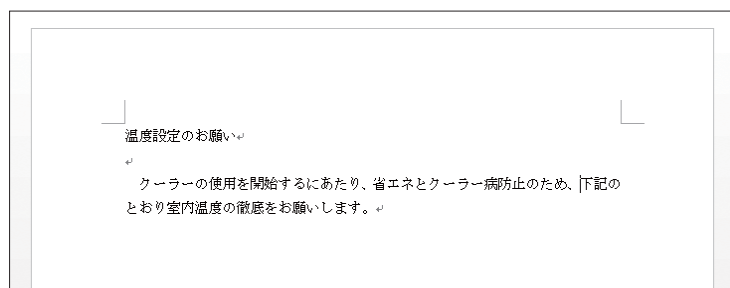 温度設定のお願い
　クーラーの使用を開始するにあたり、省エネとクーラー病防止のため、下記の
とおり室内温度の徹底をお願いします。